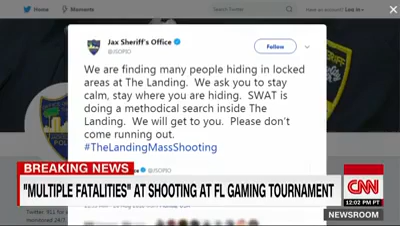 Home
Moments
Search Twitter
Have an account? Log in
Jax Sheriff's Office
@JSOPIO
Follow
We are finding many people hiding in locked
areas at The Landing. We ask you to stay
calm, stay where you are hiding. SWAT is
doing a methodical search inside The
Landing. We will get to you. Please don't
come running out.
#TheLandingMassShooting
BREAKING NEWS
"MULTIPLE FATALITIES" AT SHOOTING AT FL GAMING TOURNAMENT
CNN
12:02 PM PT
NEWSROOM